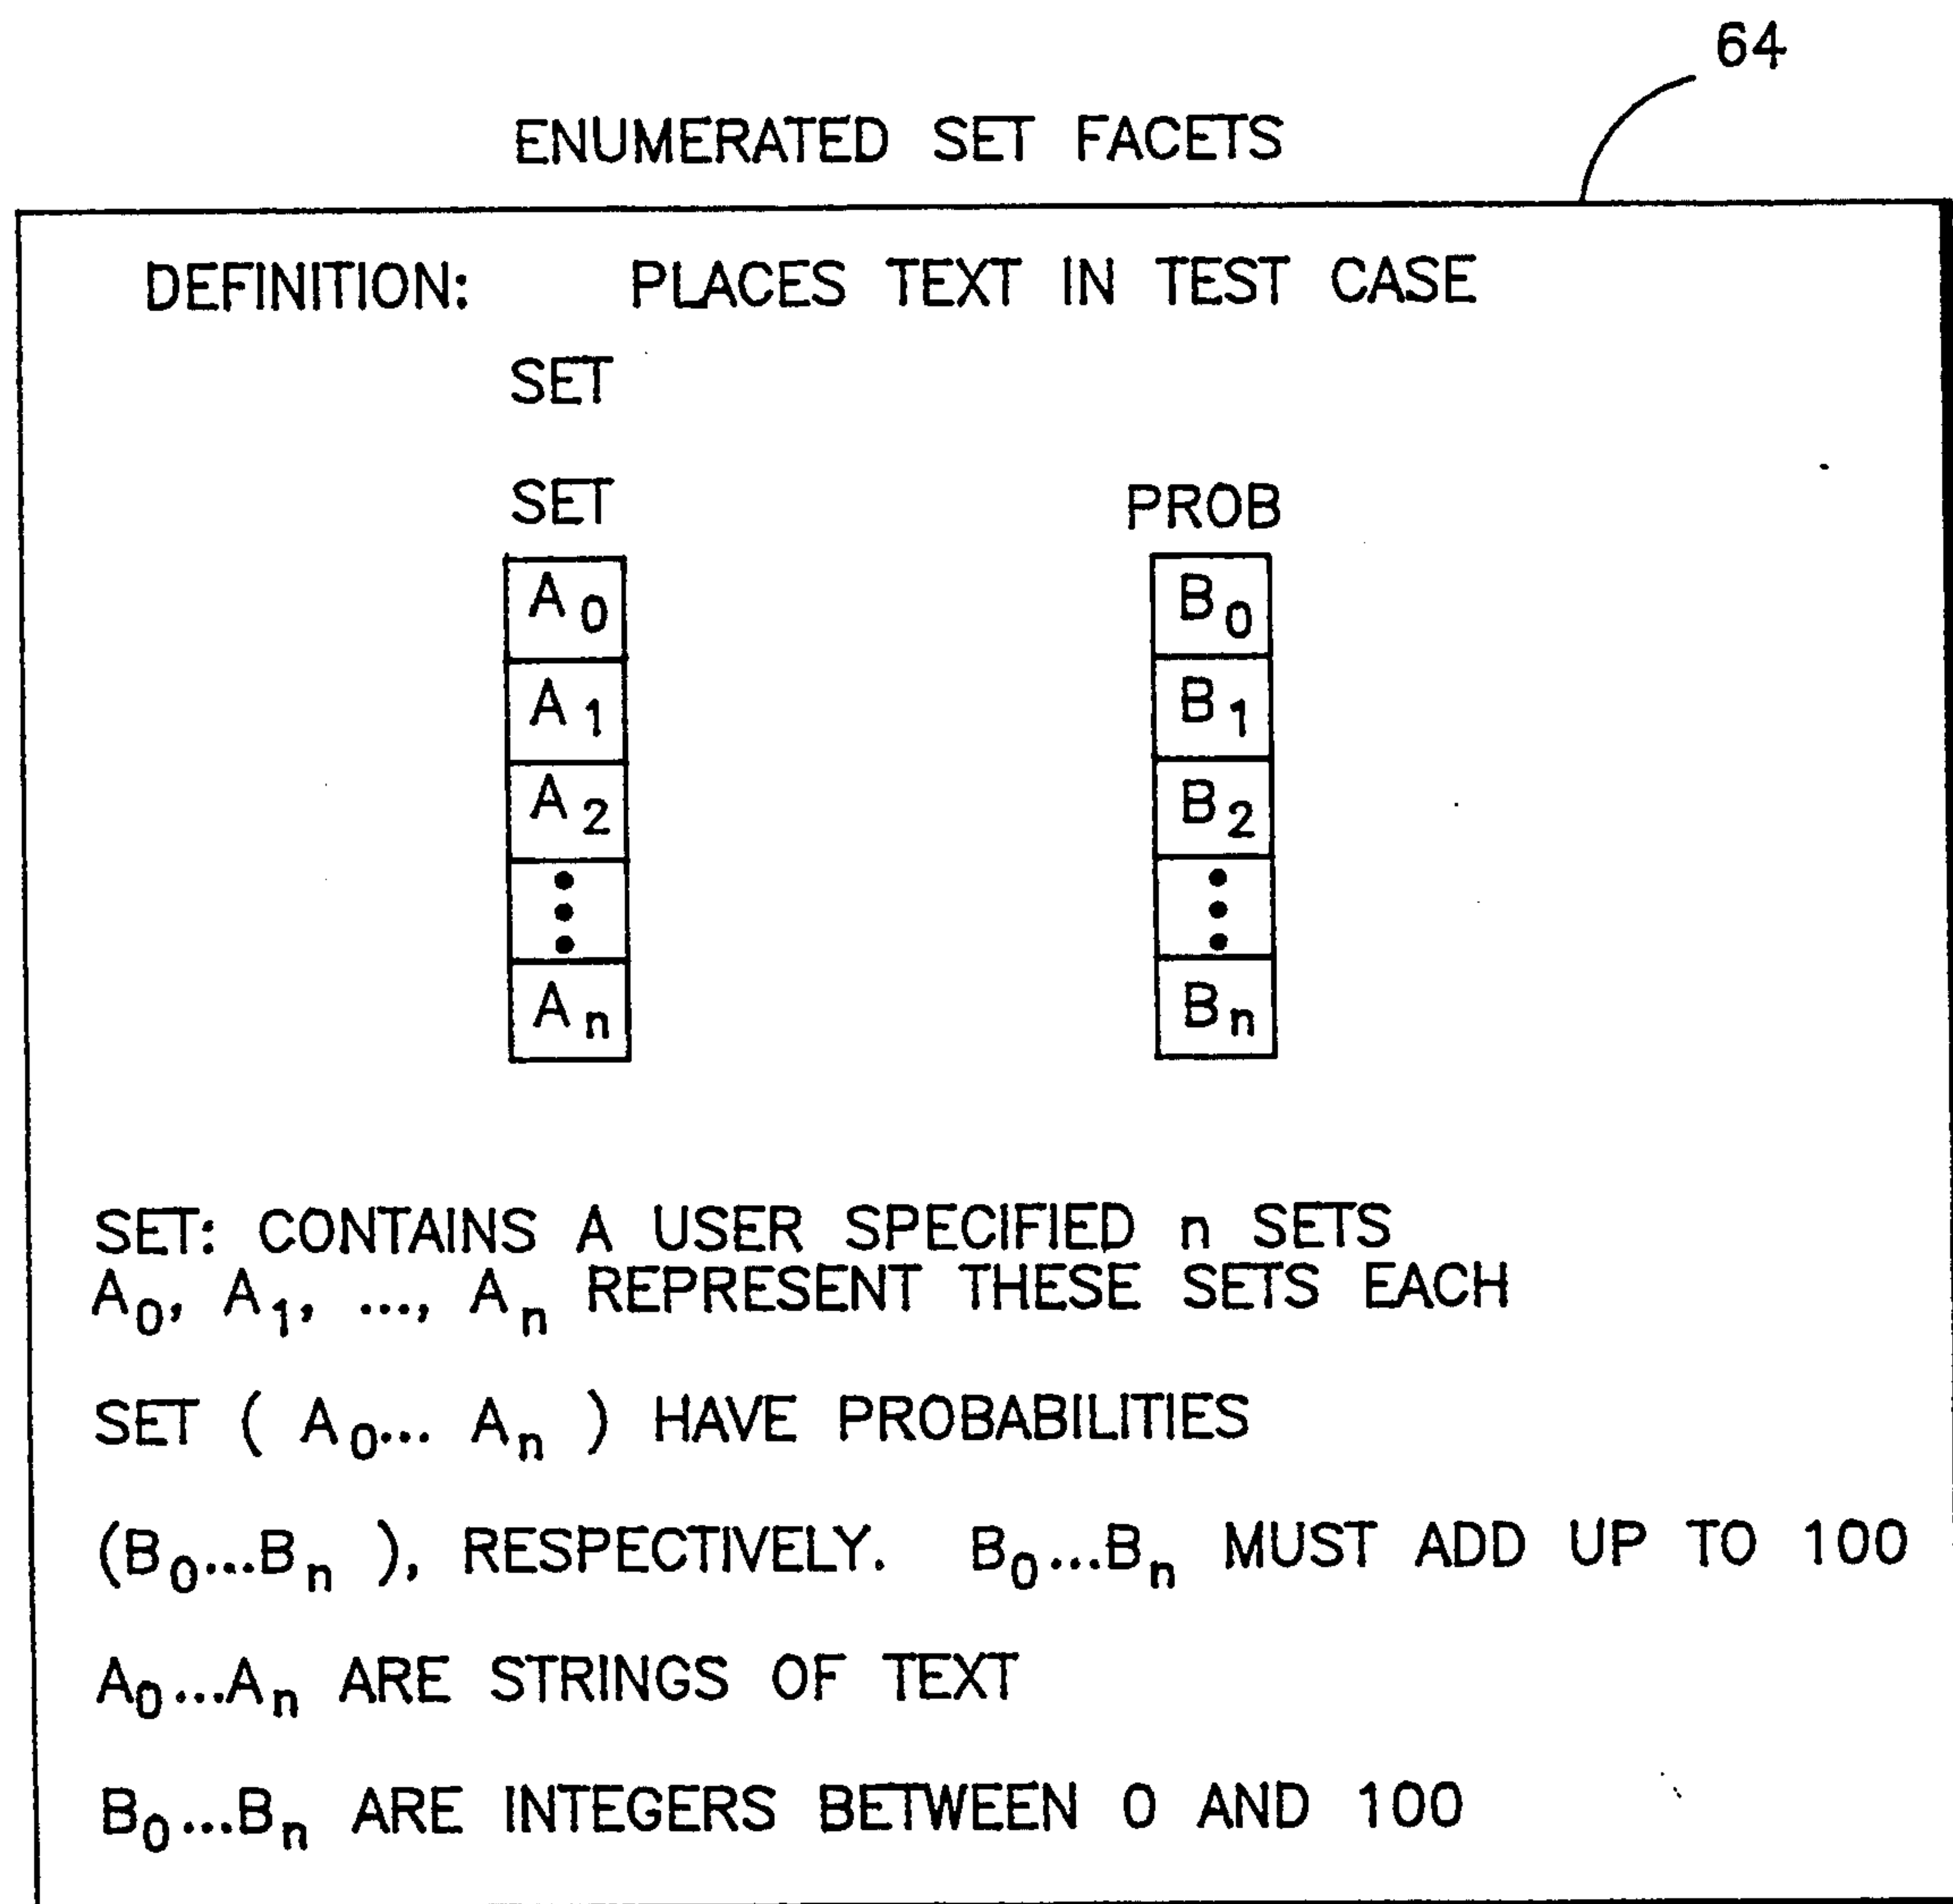 64
ENUMERATED SET FACETS
DEFINITION: PLACES TEXT IN TEST CASE
SET
SET PROB
A₀ B₀
A₁ B₁
A₂ B₂
⋮ ⋮
Aₙ Bₙ
SET: CONTAINS A USER SPECIFIED n SETS
A₀, A₁, ..., Aₙ REPRESENT THESE SETS EACH
SET ( A₀... Aₙ ) HAVE PROBABILITIES
(B₀...Bₙ ), RESPECTIVELY. B₀...Bₙ MUST ADD UP TO 100
A₀...Aₙ ARE STRINGS OF TEXT
B₀...Bₙ ARE INTEGERS BETWEEN 0 AND 100